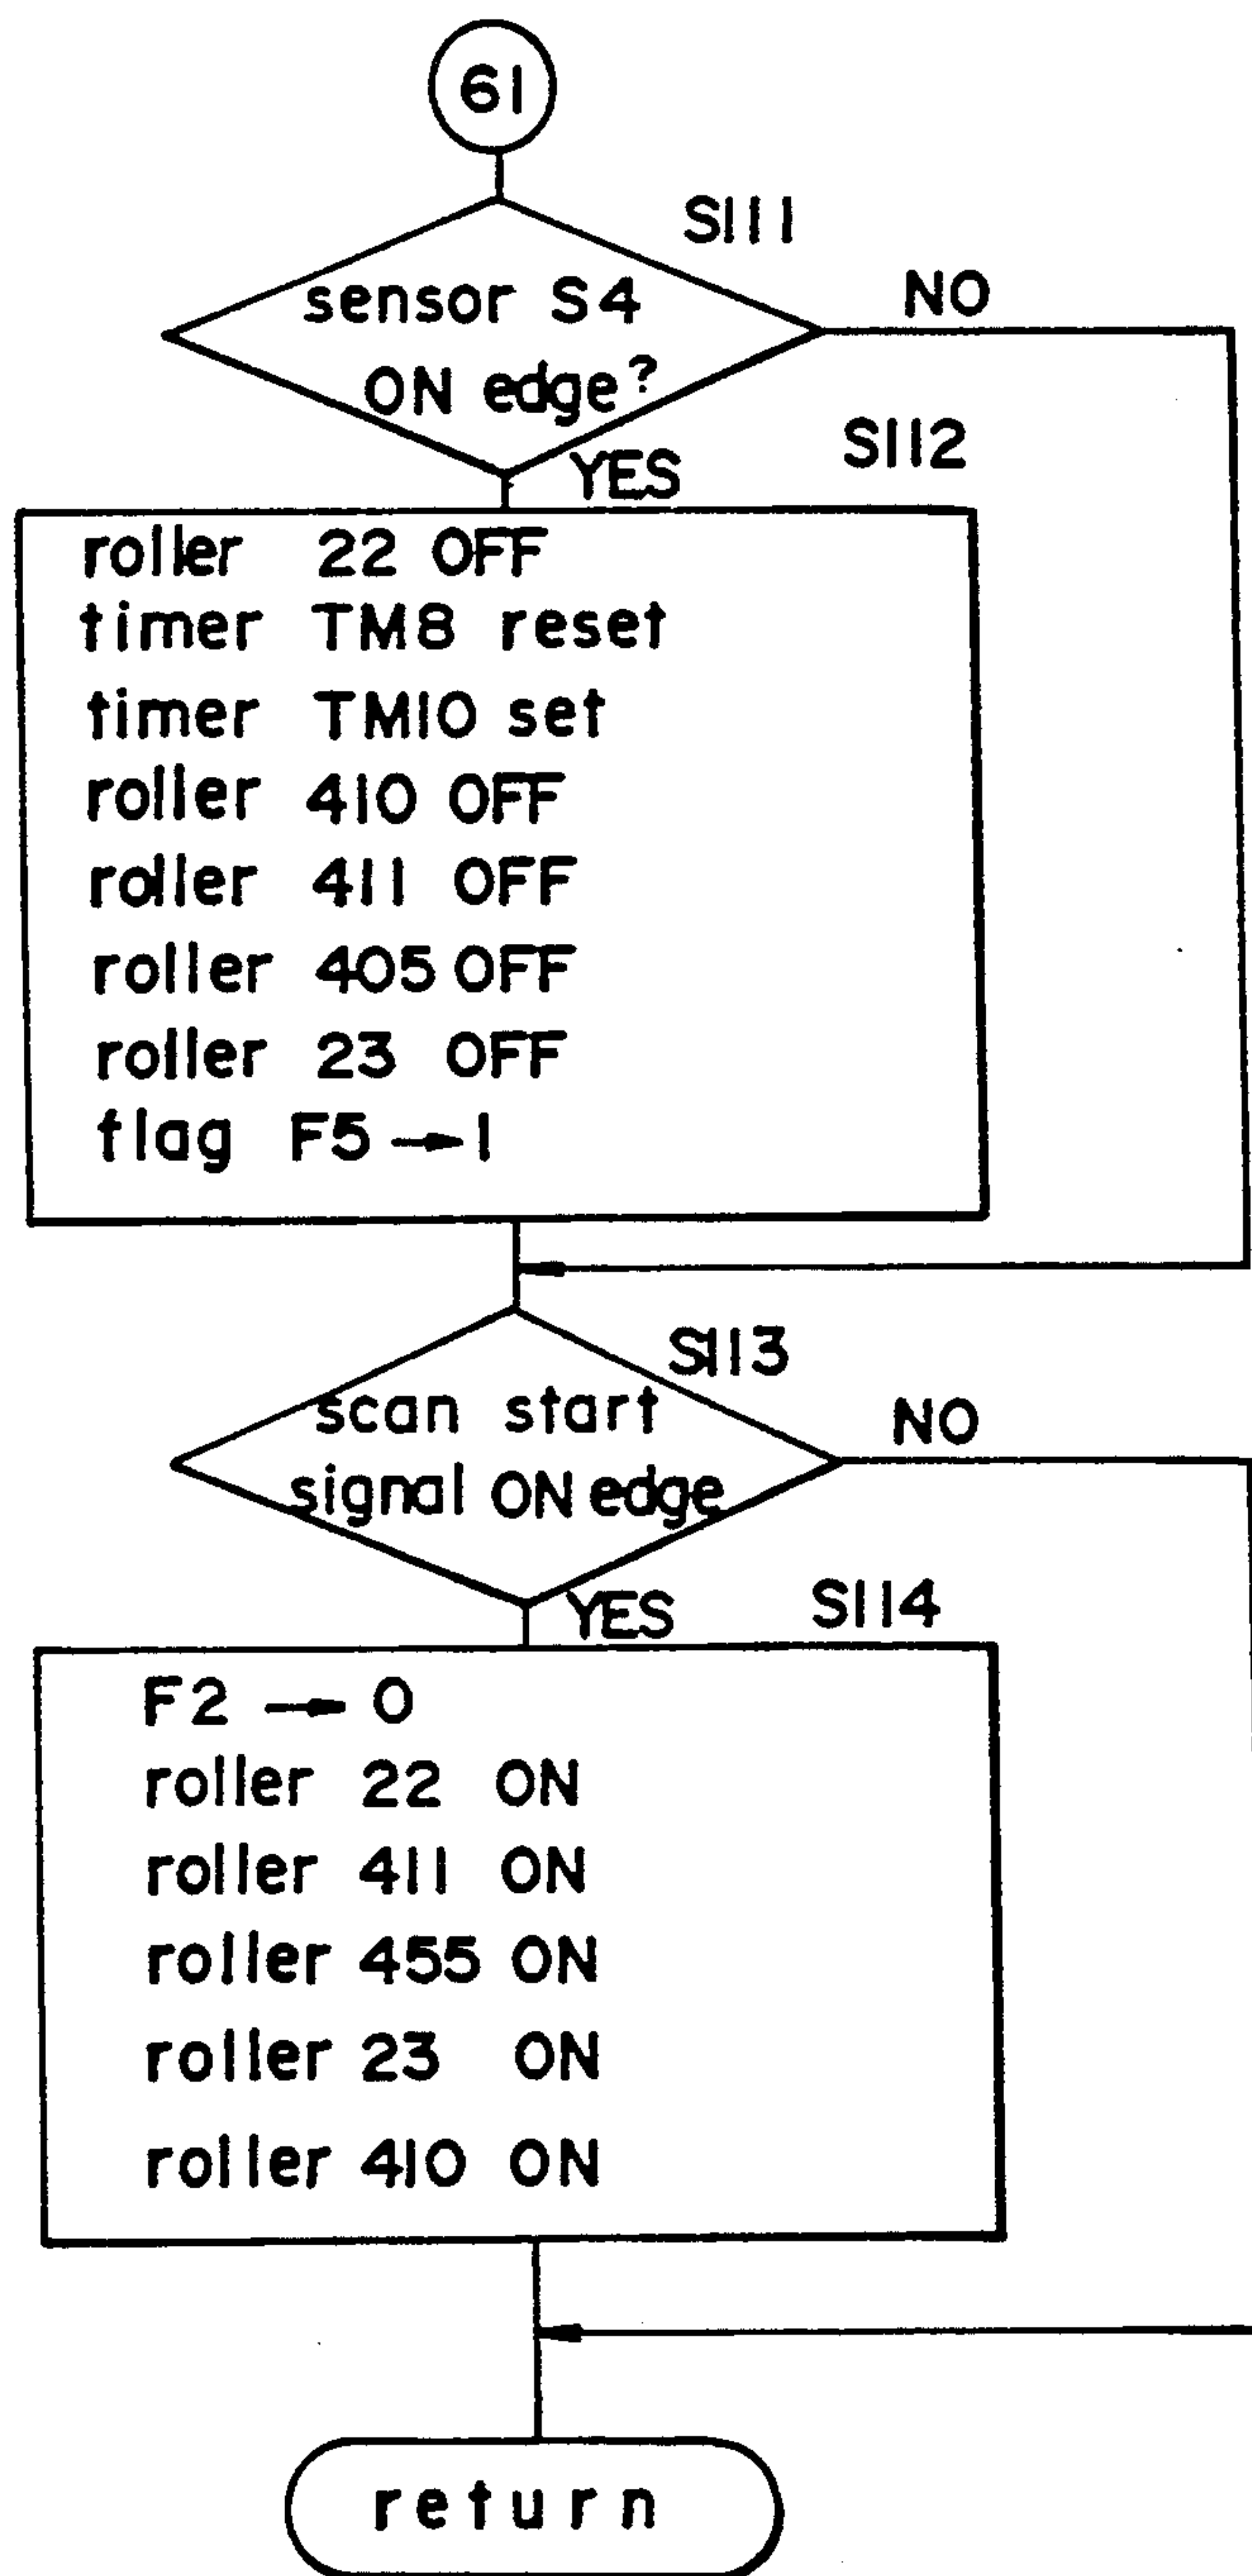 61
S111
sensor S4
NO
ON edge?
S112
YES
roller 22 OFF
timer TM8 reset
timer TM10 set
roller 410 OFF
roller 411 OFF
roller 405 OFF
roller 23 OFF
flag F5 → 1
S113
scan start
NO
signal ON edge
YES
S114
F2 → 0
roller 22 ON
roller 411 ON
roller 455 ON
roller 23 ON
roller 410 ON
return